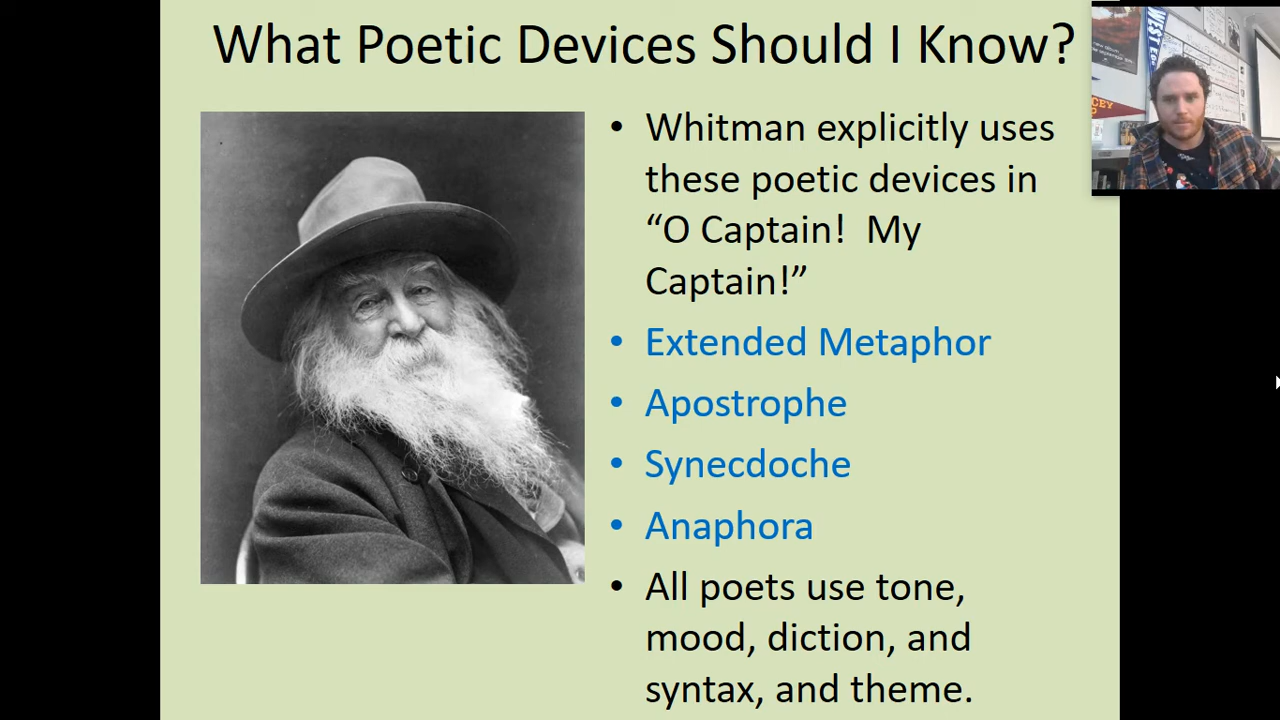 What Poetic Devices Should I Know?
• Whitman explicitly uses
these poetic devices in
“O Captain!  My
Captain!”
• Extended Metaphor
• Apostrophe
• Synecdoche
• Anaphora
• All poets use tone,
mood, diction, and
syntax, and theme.
WEST